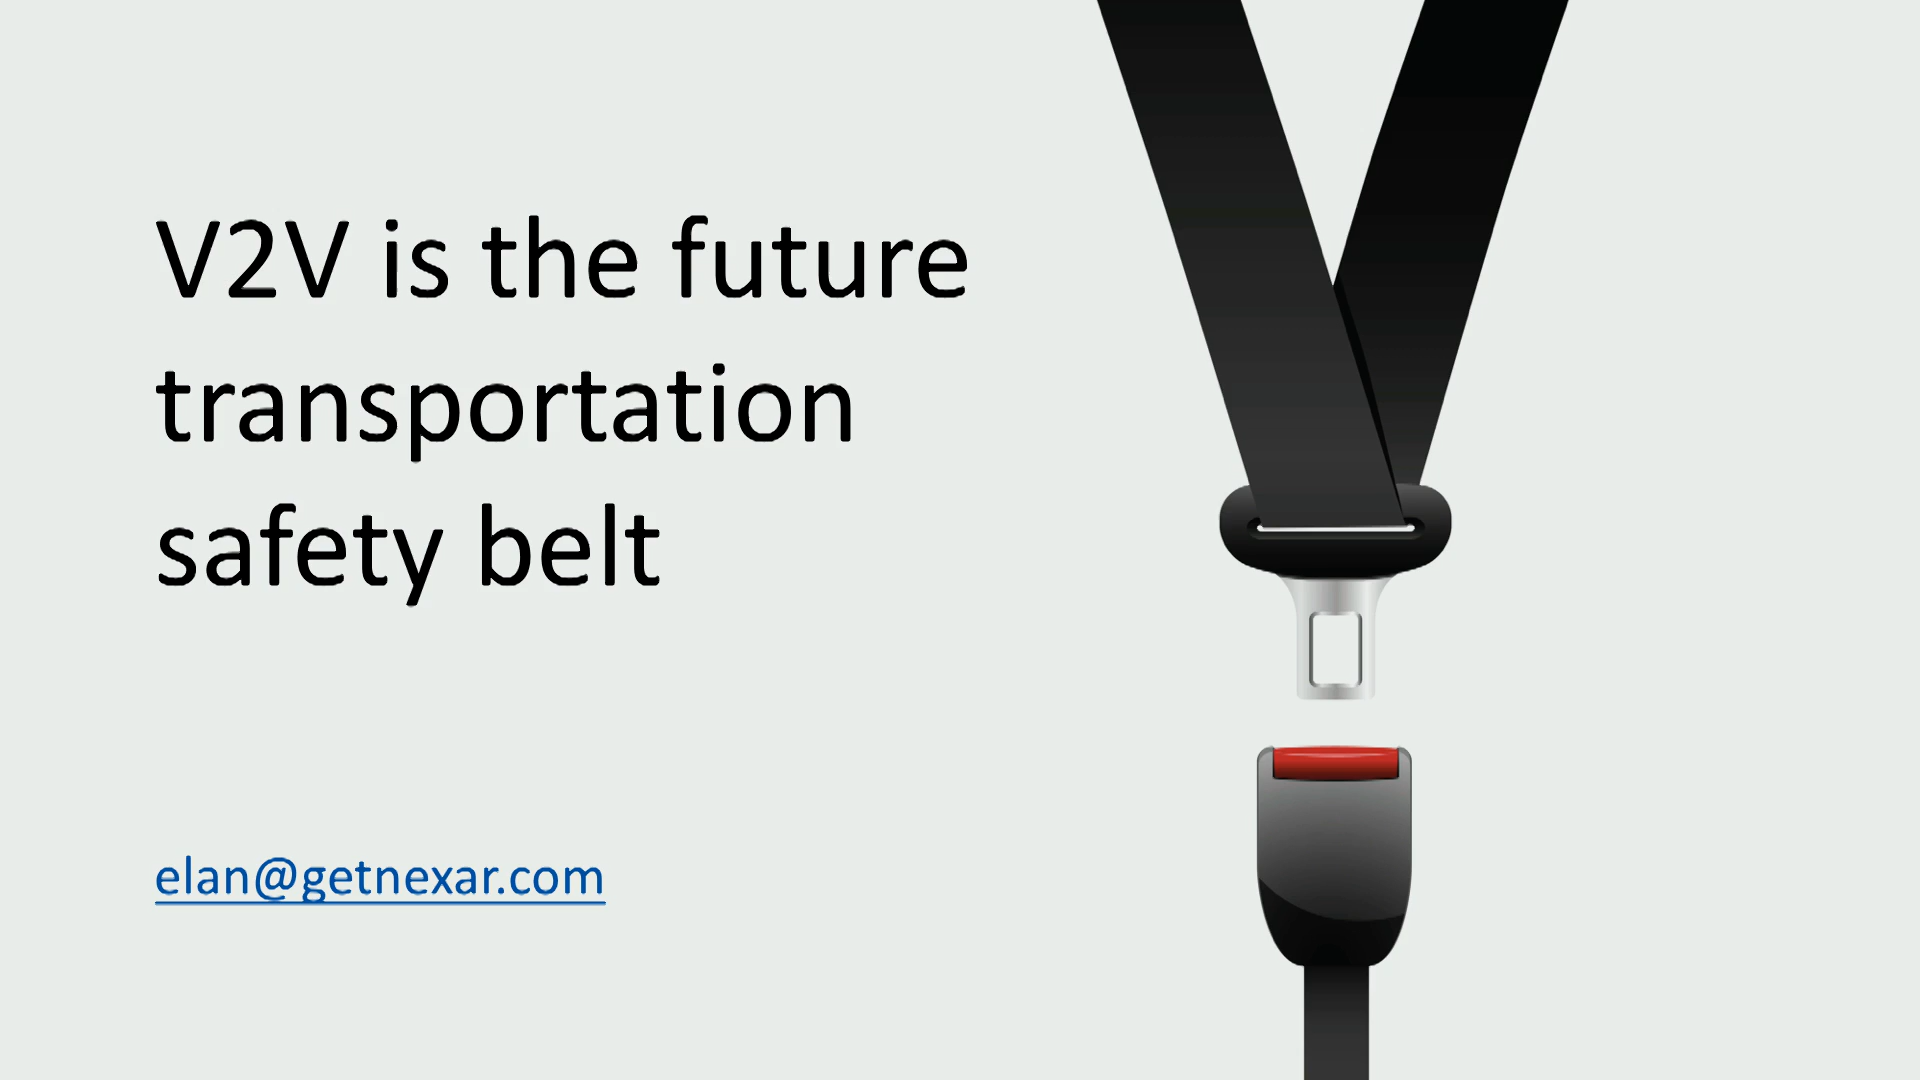 V2V is the future
transportation
safety belt
elan@getnexar.com